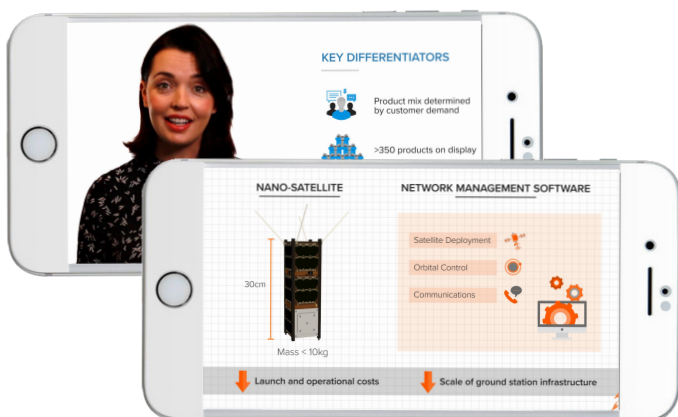 KEY DIFFERENTIATORS
Product mix determined
by customer demand
>350 products on display
NANO-SATELLITE
NETWORK MANAGEMENT SOFTWARE
30cm
Mass < 10kg
Satellite Deployment
Orbital Control
Communications
Launch and operational costs
Scale of ground station infrastructure